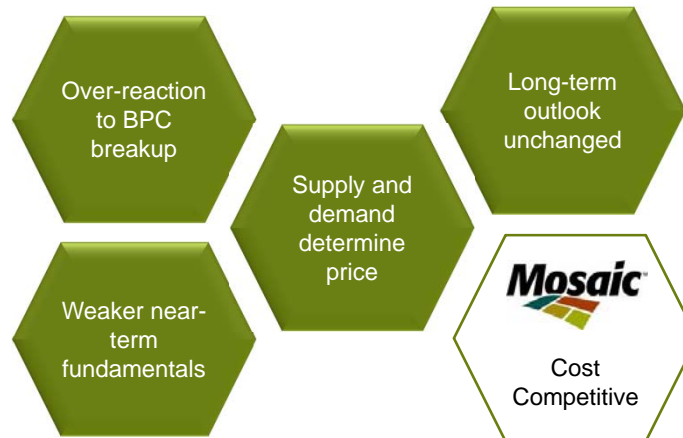 Over-reaction
to BPC
breakup
Long-term
outlook
unchanged
Supply and
demand
determine
price
Weaker near-
term
fundamentals
Mosaic™
Cost
Competitive